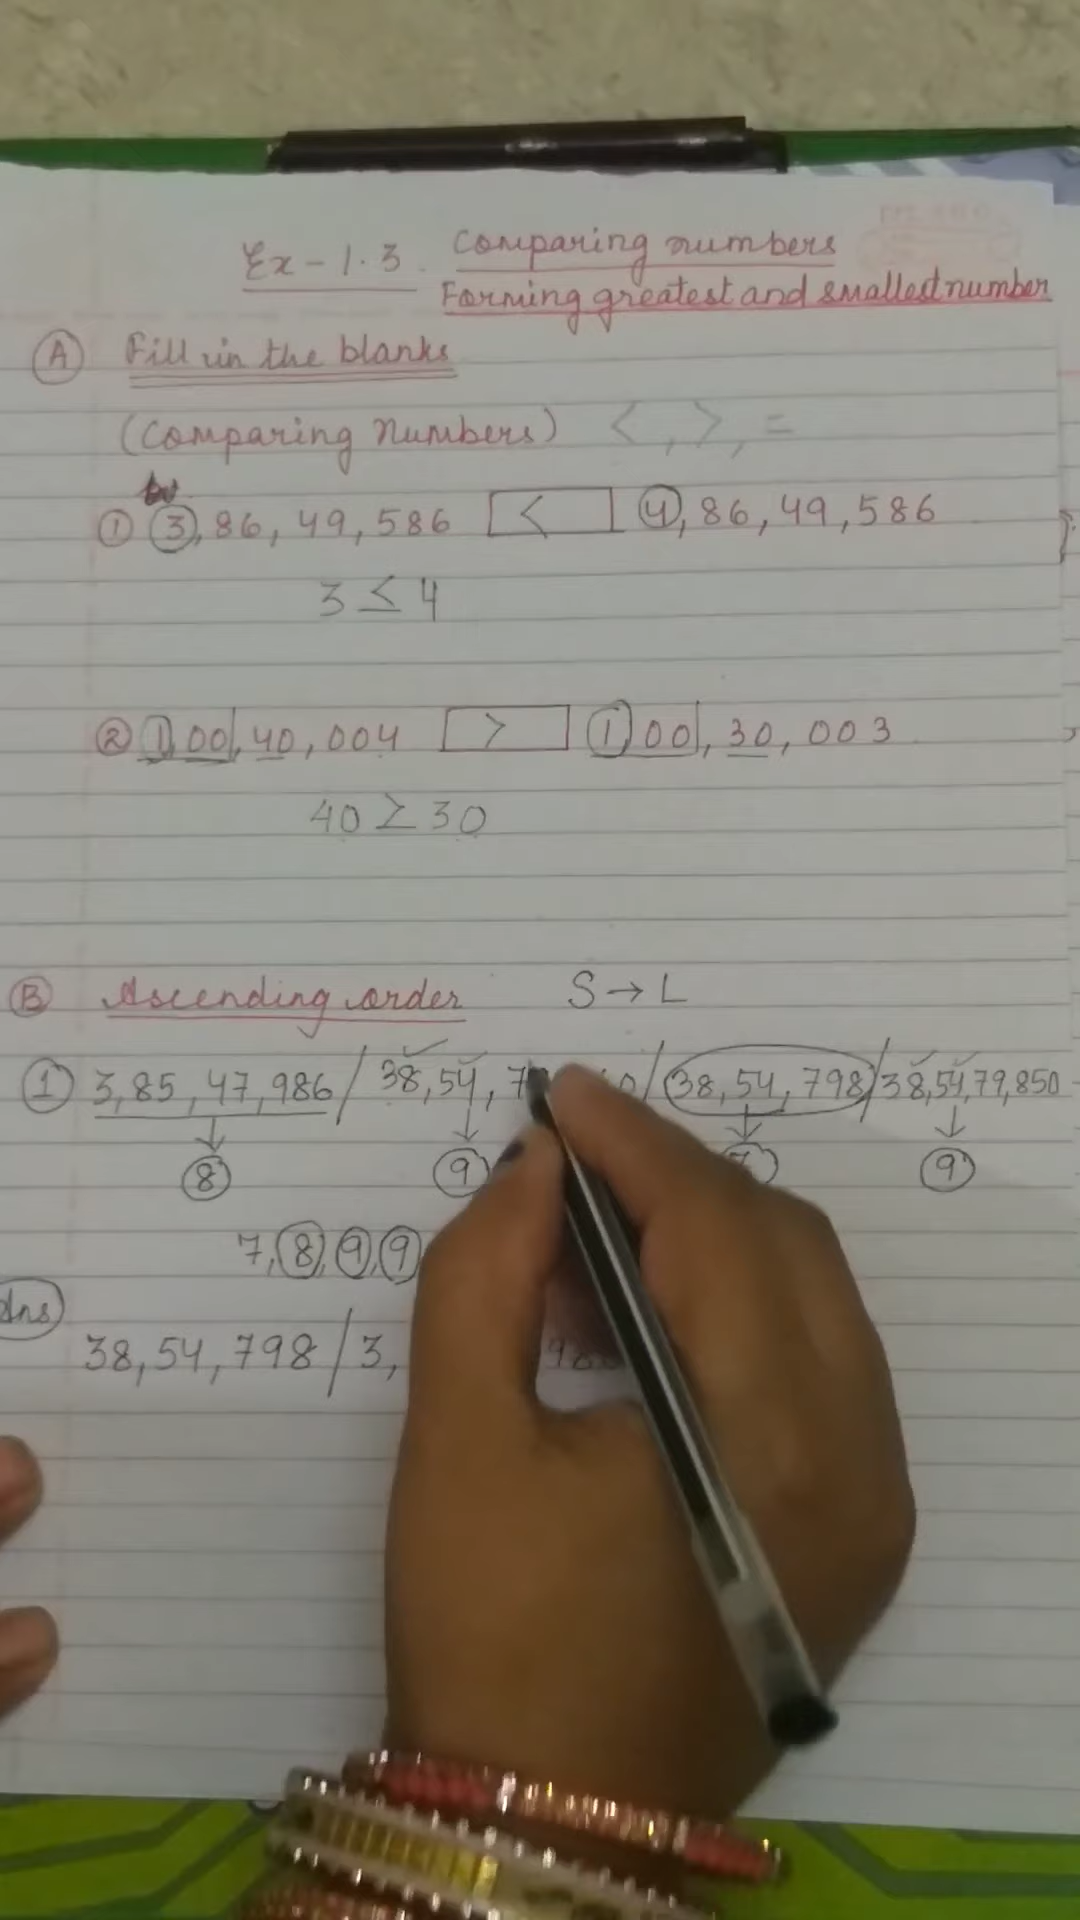 Ex - 1.3. Comparing numbers
Forming greatest and smallest number
Ⓐ Fill in the blanks
(Comparing Numbers) < , > , =
① 3,86,49,586 < 4,86,49,586
3 < 4
② 1,00,40,004 > 1,00,30,003
40 > 30
Ⓑ Ascending order S → L
① 3,85,47,986 / 38,54, / 38,54,798 / 38,54,79,850
8 9 7 9
7, 8, 9, 9
Ans
38,54,798 / 3,